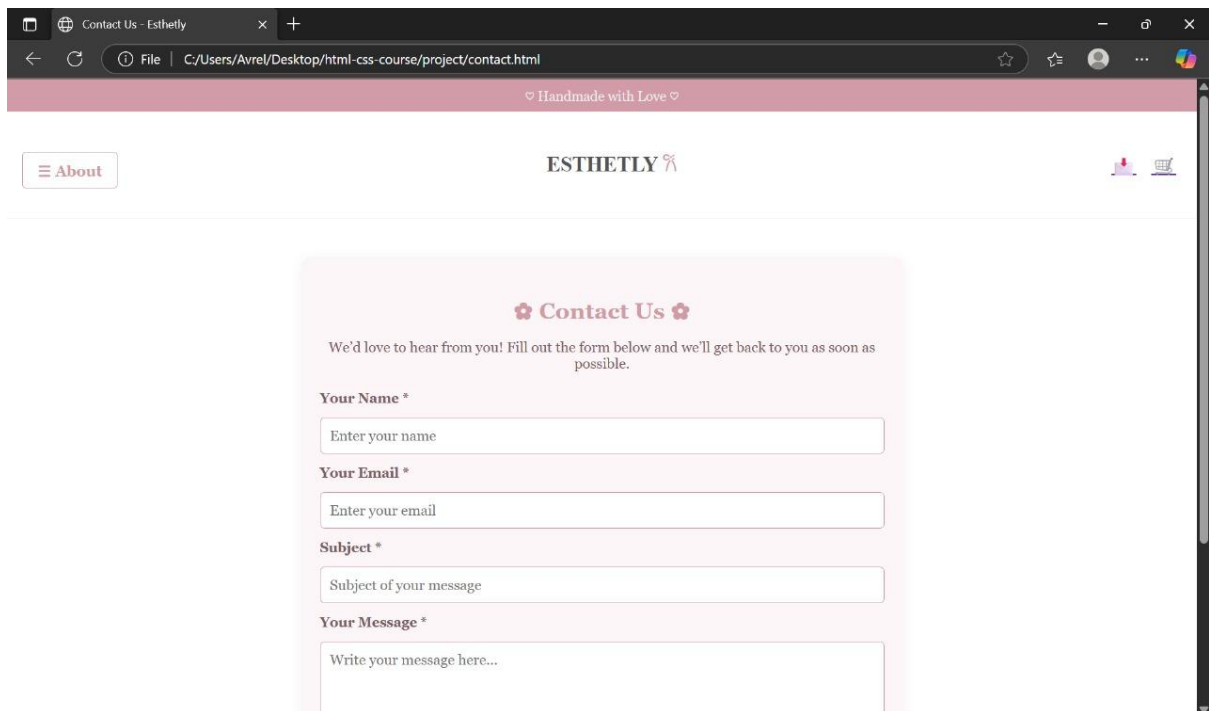 Contact Us - Esthetly
File | C:/Users/Avrel/Desktop/html-css-course/project/contact.html
♡ Handmade with Love ♡
☰ About
ESTHETLY
✿ Contact Us ✿
We'd love to hear from you! Fill out the form below and we'll get back to you as soon as
possible.
Your Name *
Enter your name
Your Email *
Enter your email
Subject *
Subject of your message
Your Message *
Write your message here...